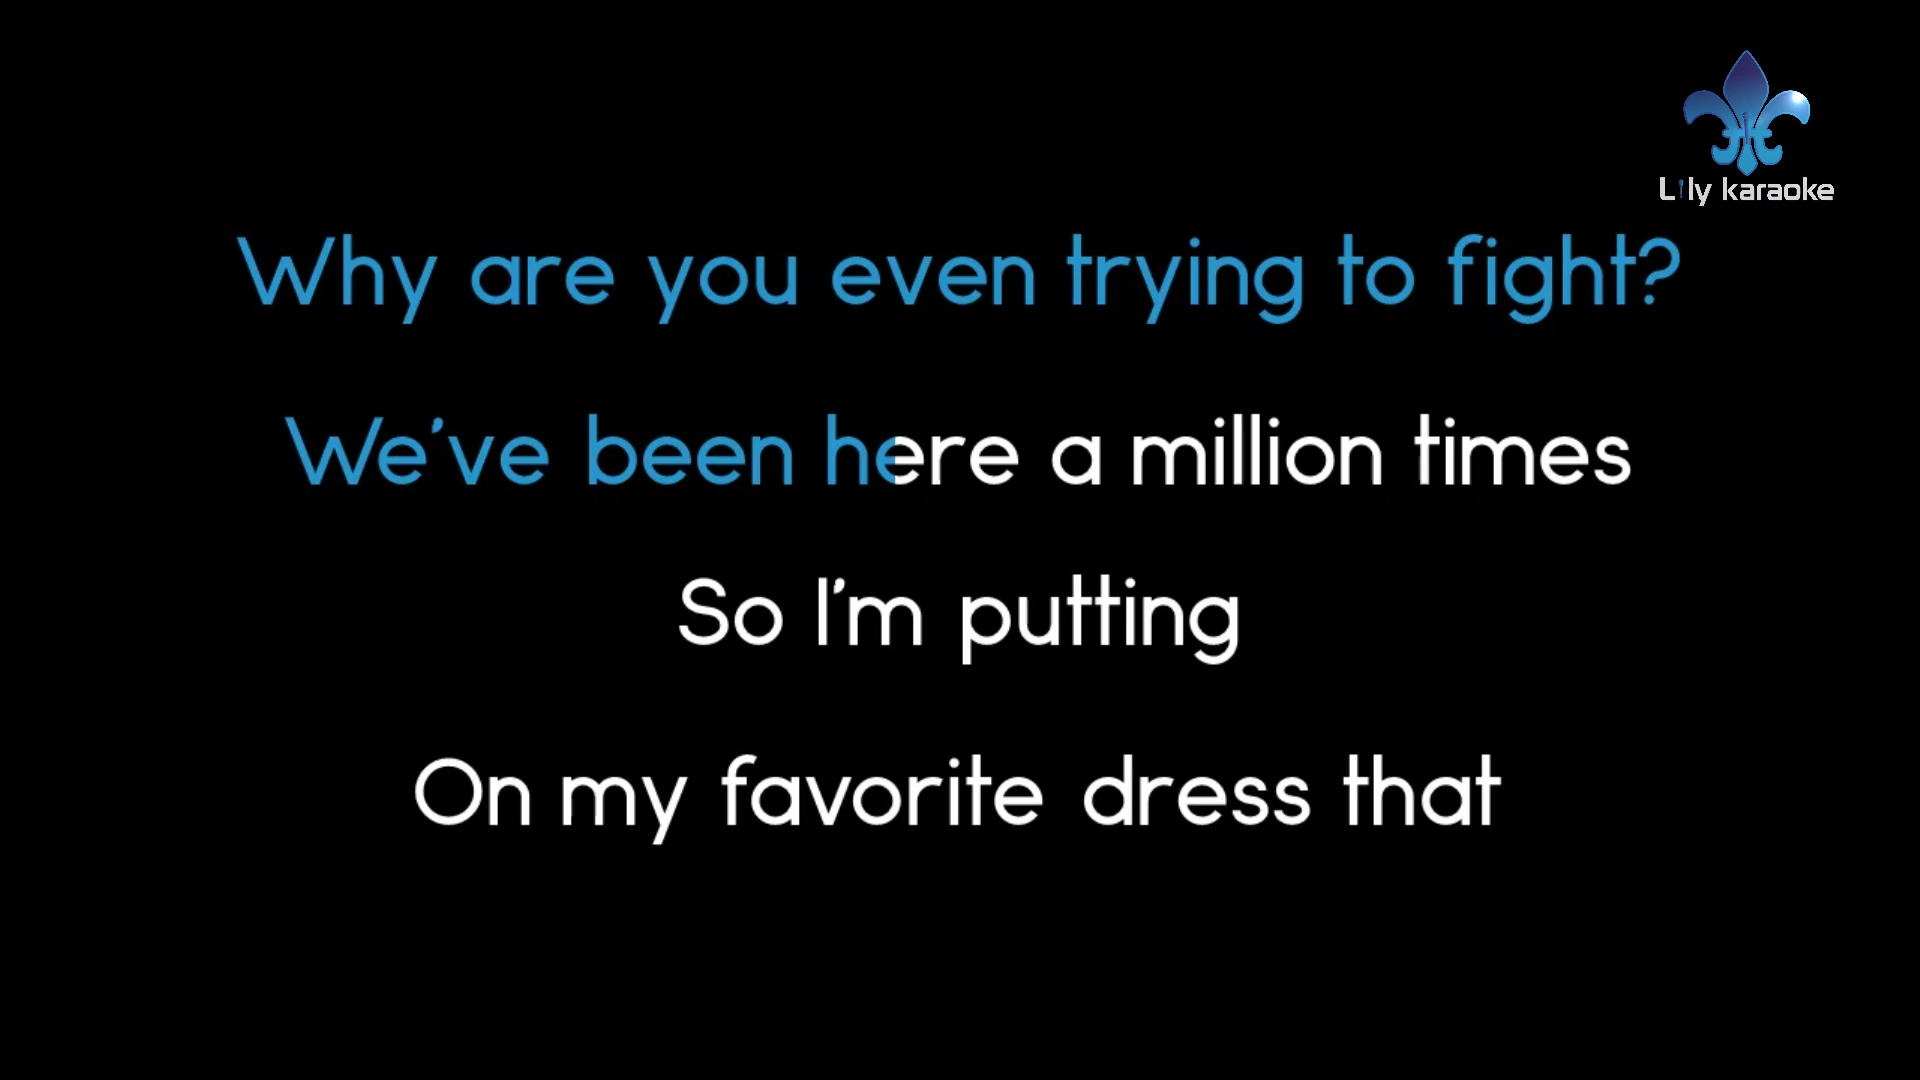 Lily karaoke
Why are you even trying to fight?
We've been here a million times
So I'm putting
On my favorite dress that